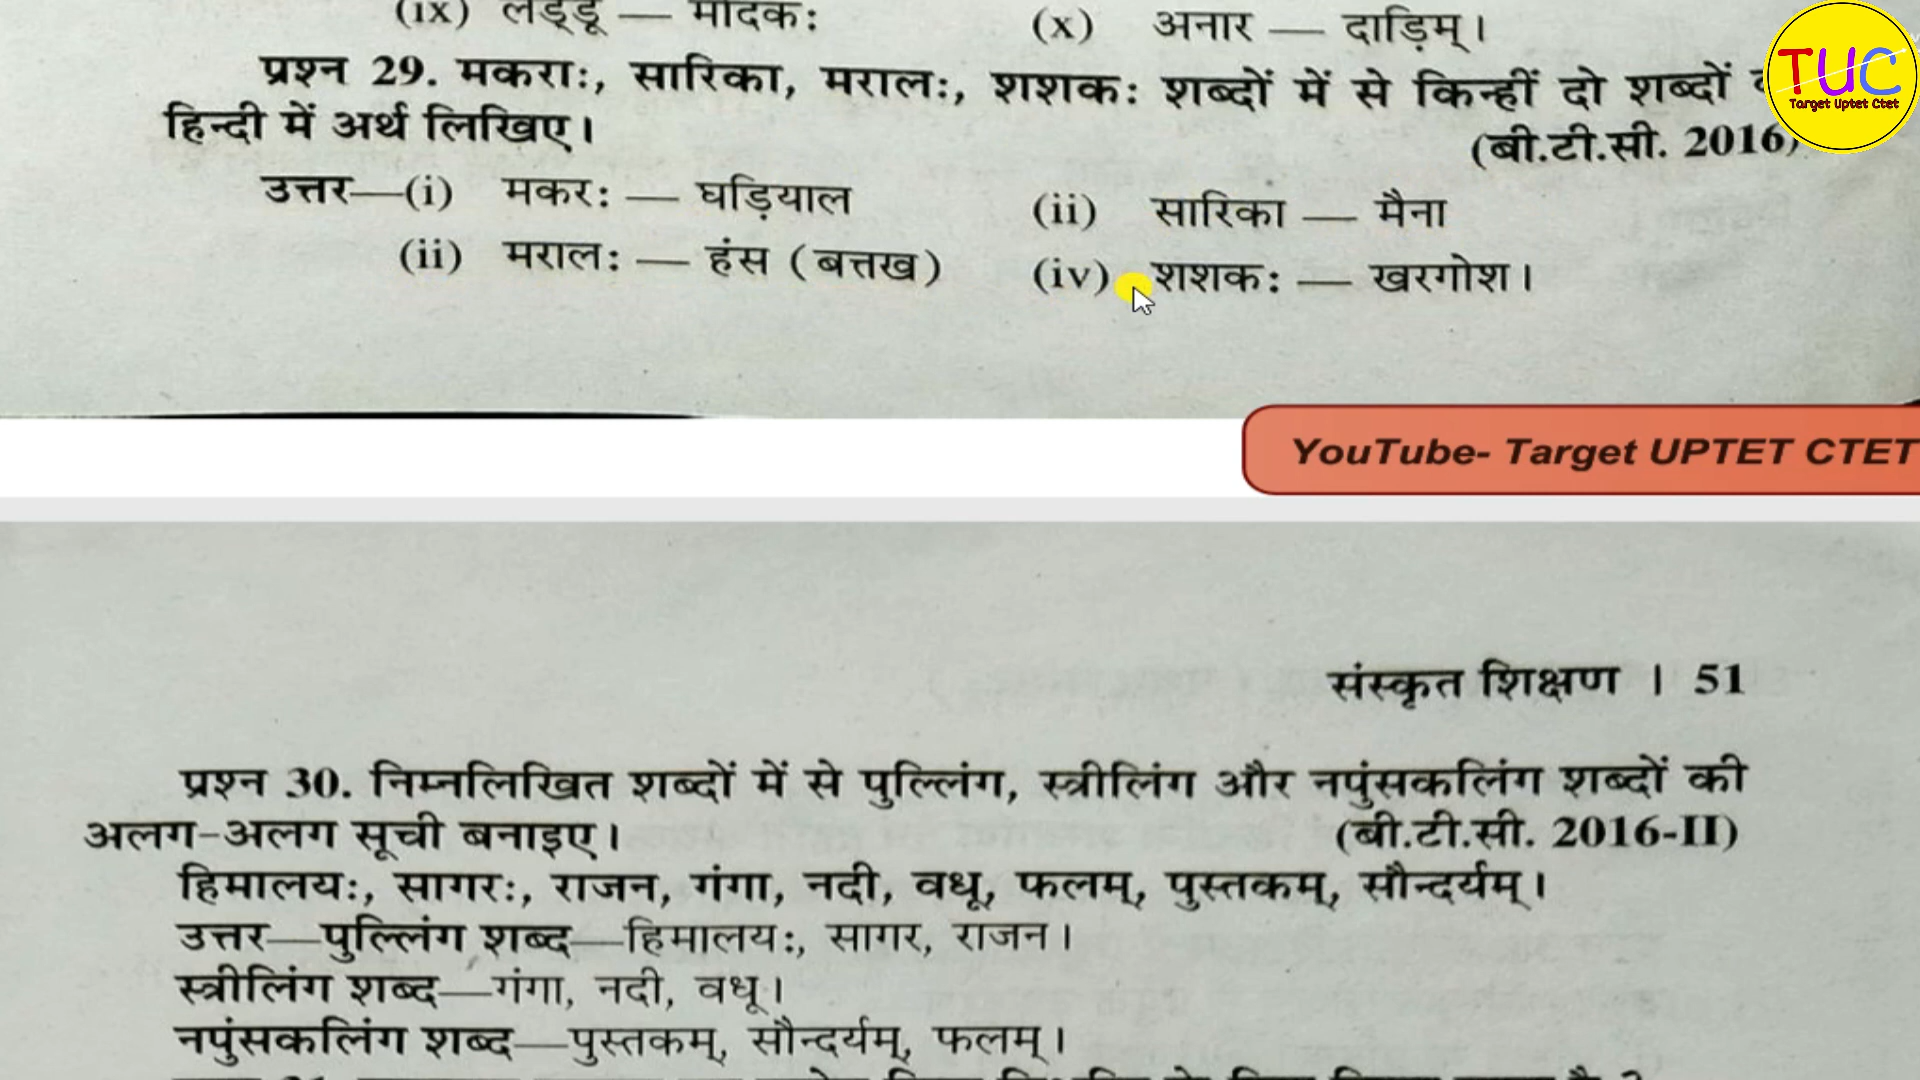 (ix) लड्डू — मोदकः (x) अनार — दाड़िम्।
प्रश्न 29. मकराः, सारिका, मरालः, शशकः शब्दों में से किन्हीं दो शब्दों
हिन्दी में अर्थ लिखिए।
(बी.टी.सी. 2016)
उत्तर—(i) मकरः — घड़ियाल (ii) सारिका — मैना
(ii) मरालः — हंस (बत्तख) (iv) शशकः — खरगोश।
TUC
Target Uptet Ctet
YouTube- Target UPTET CTET
संस्कृत शिक्षण । 51
प्रश्न 30. निम्नलिखित शब्दों में से पुल्लिंग, स्त्रीलिंग और नपुंसकलिंग शब्दों की
अलग-अलग सूची बनाइए। (बी.टी.सी. 2016-II)
हिमालयः, सागरः, राजन, गंगा, नदी, वधू, फलम्, पुस्तकम्, सौन्दर्यम्।
उत्तर—पुल्लिंग शब्द—हिमालयः, सागर, राजन।
स्त्रीलिंग शब्द—गंगा, नदी, वधू।
नपुंसकलिंग शब्द—पुस्तकम्, सौन्दर्यम्, फलम्।